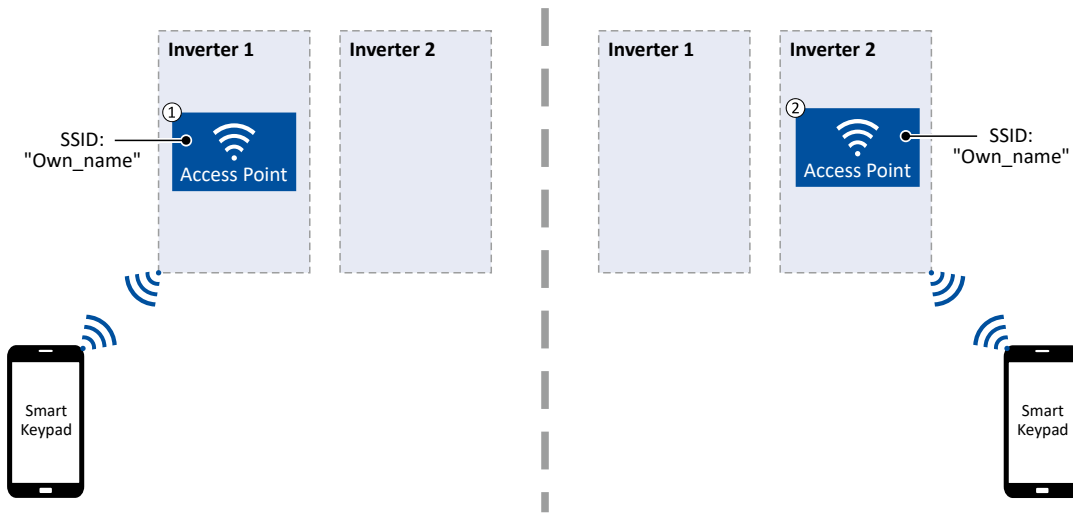 Inverter 1
Inverter 2
①
SSID:
"Own_name"
Access Point
Smart
Keypad
Inverter 1
Inverter 2
②
SSID:
"Own_name"
Access Point
Smart
Keypad